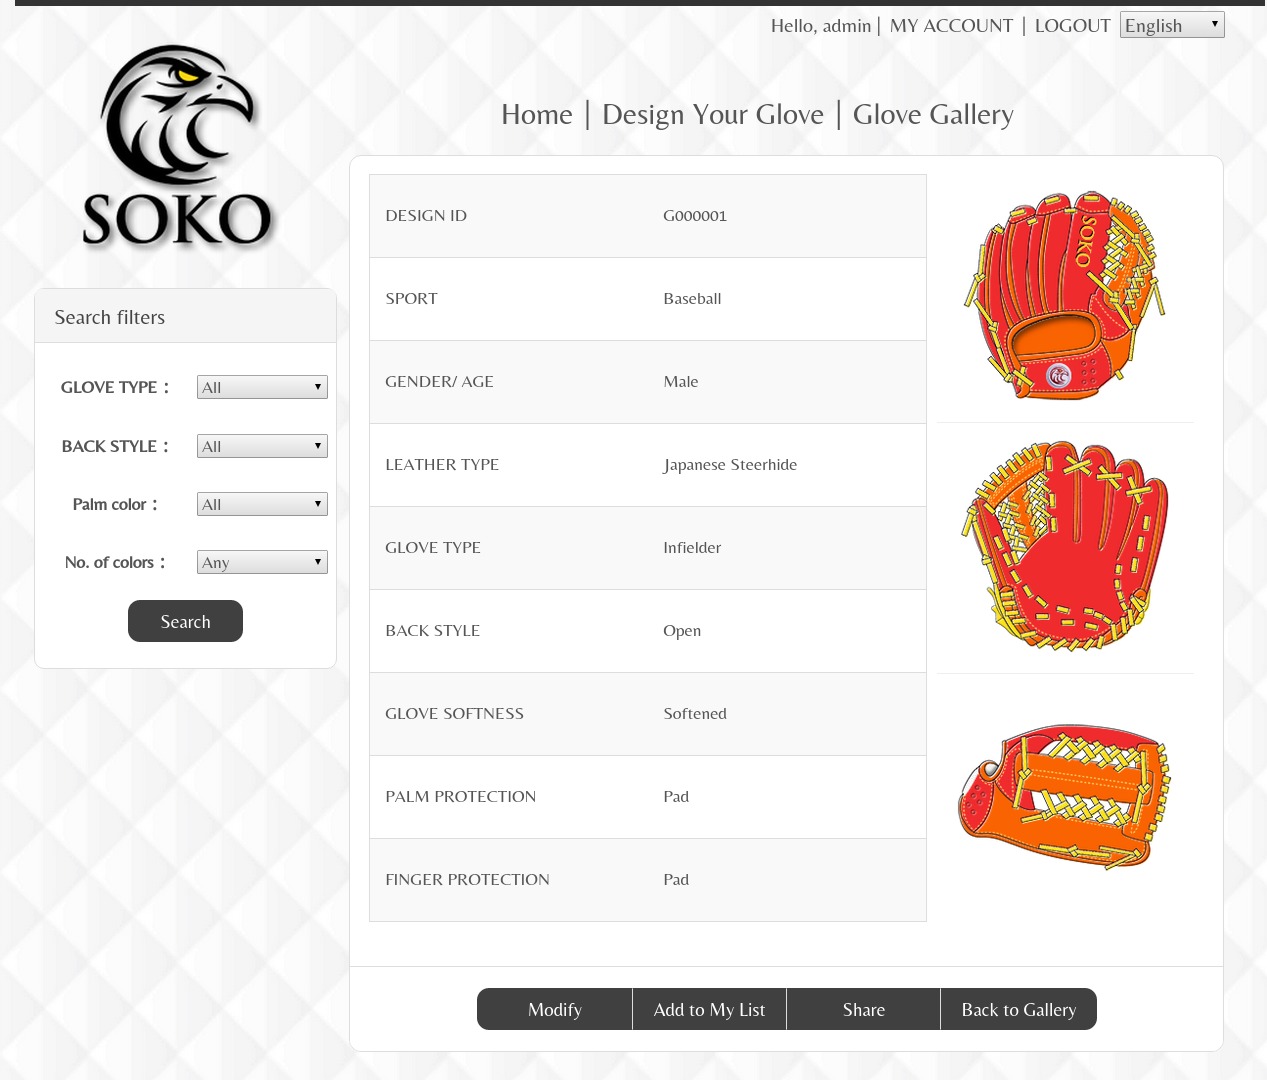 Hello, admin | MY ACCOUNT | LOGOUT English
SOKO
Home | Design Your Glove | Glove Gallery
Search filters
GLOVE TYPE： All
BACK STYLE： All
Palm color： All
No. of colors： Any
Search
DESIGN ID G000001
SPORT Baseball
GENDER/ AGE Male
LEATHER TYPE Japanese Steerhide
GLOVE TYPE Infielder
BACK STYLE Open
GLOVE SOFTNESS Softened
PALM PROTECTION Pad
FINGER PROTECTION Pad
SOKO
Modify Add to My List Share Back to Gallery